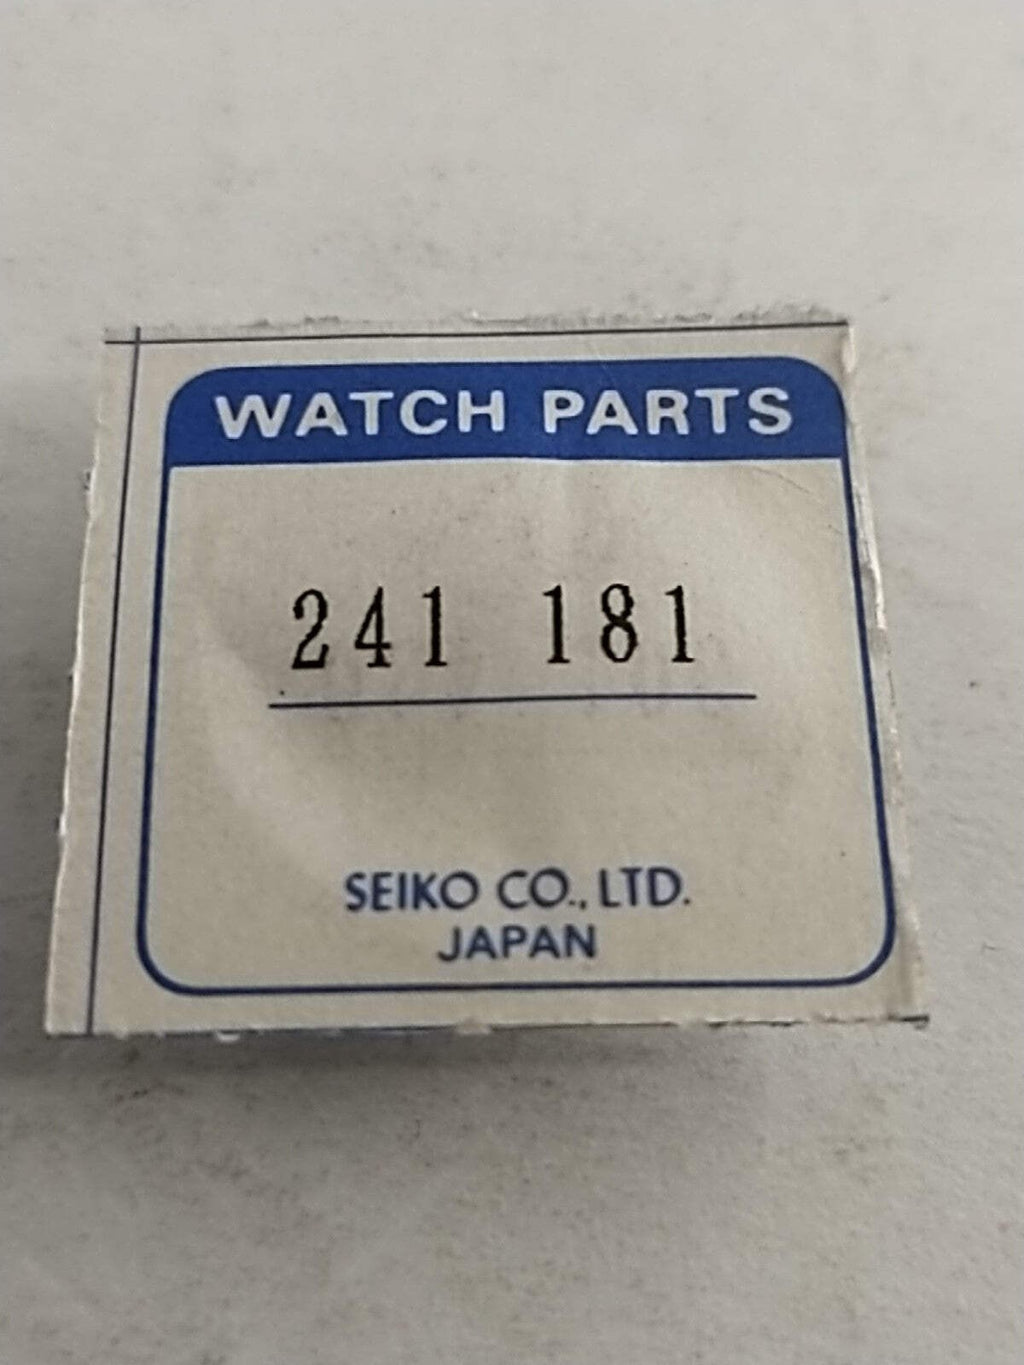 WATCH PARTS
241 181
SEIKO CO., LTD.
JAPAN